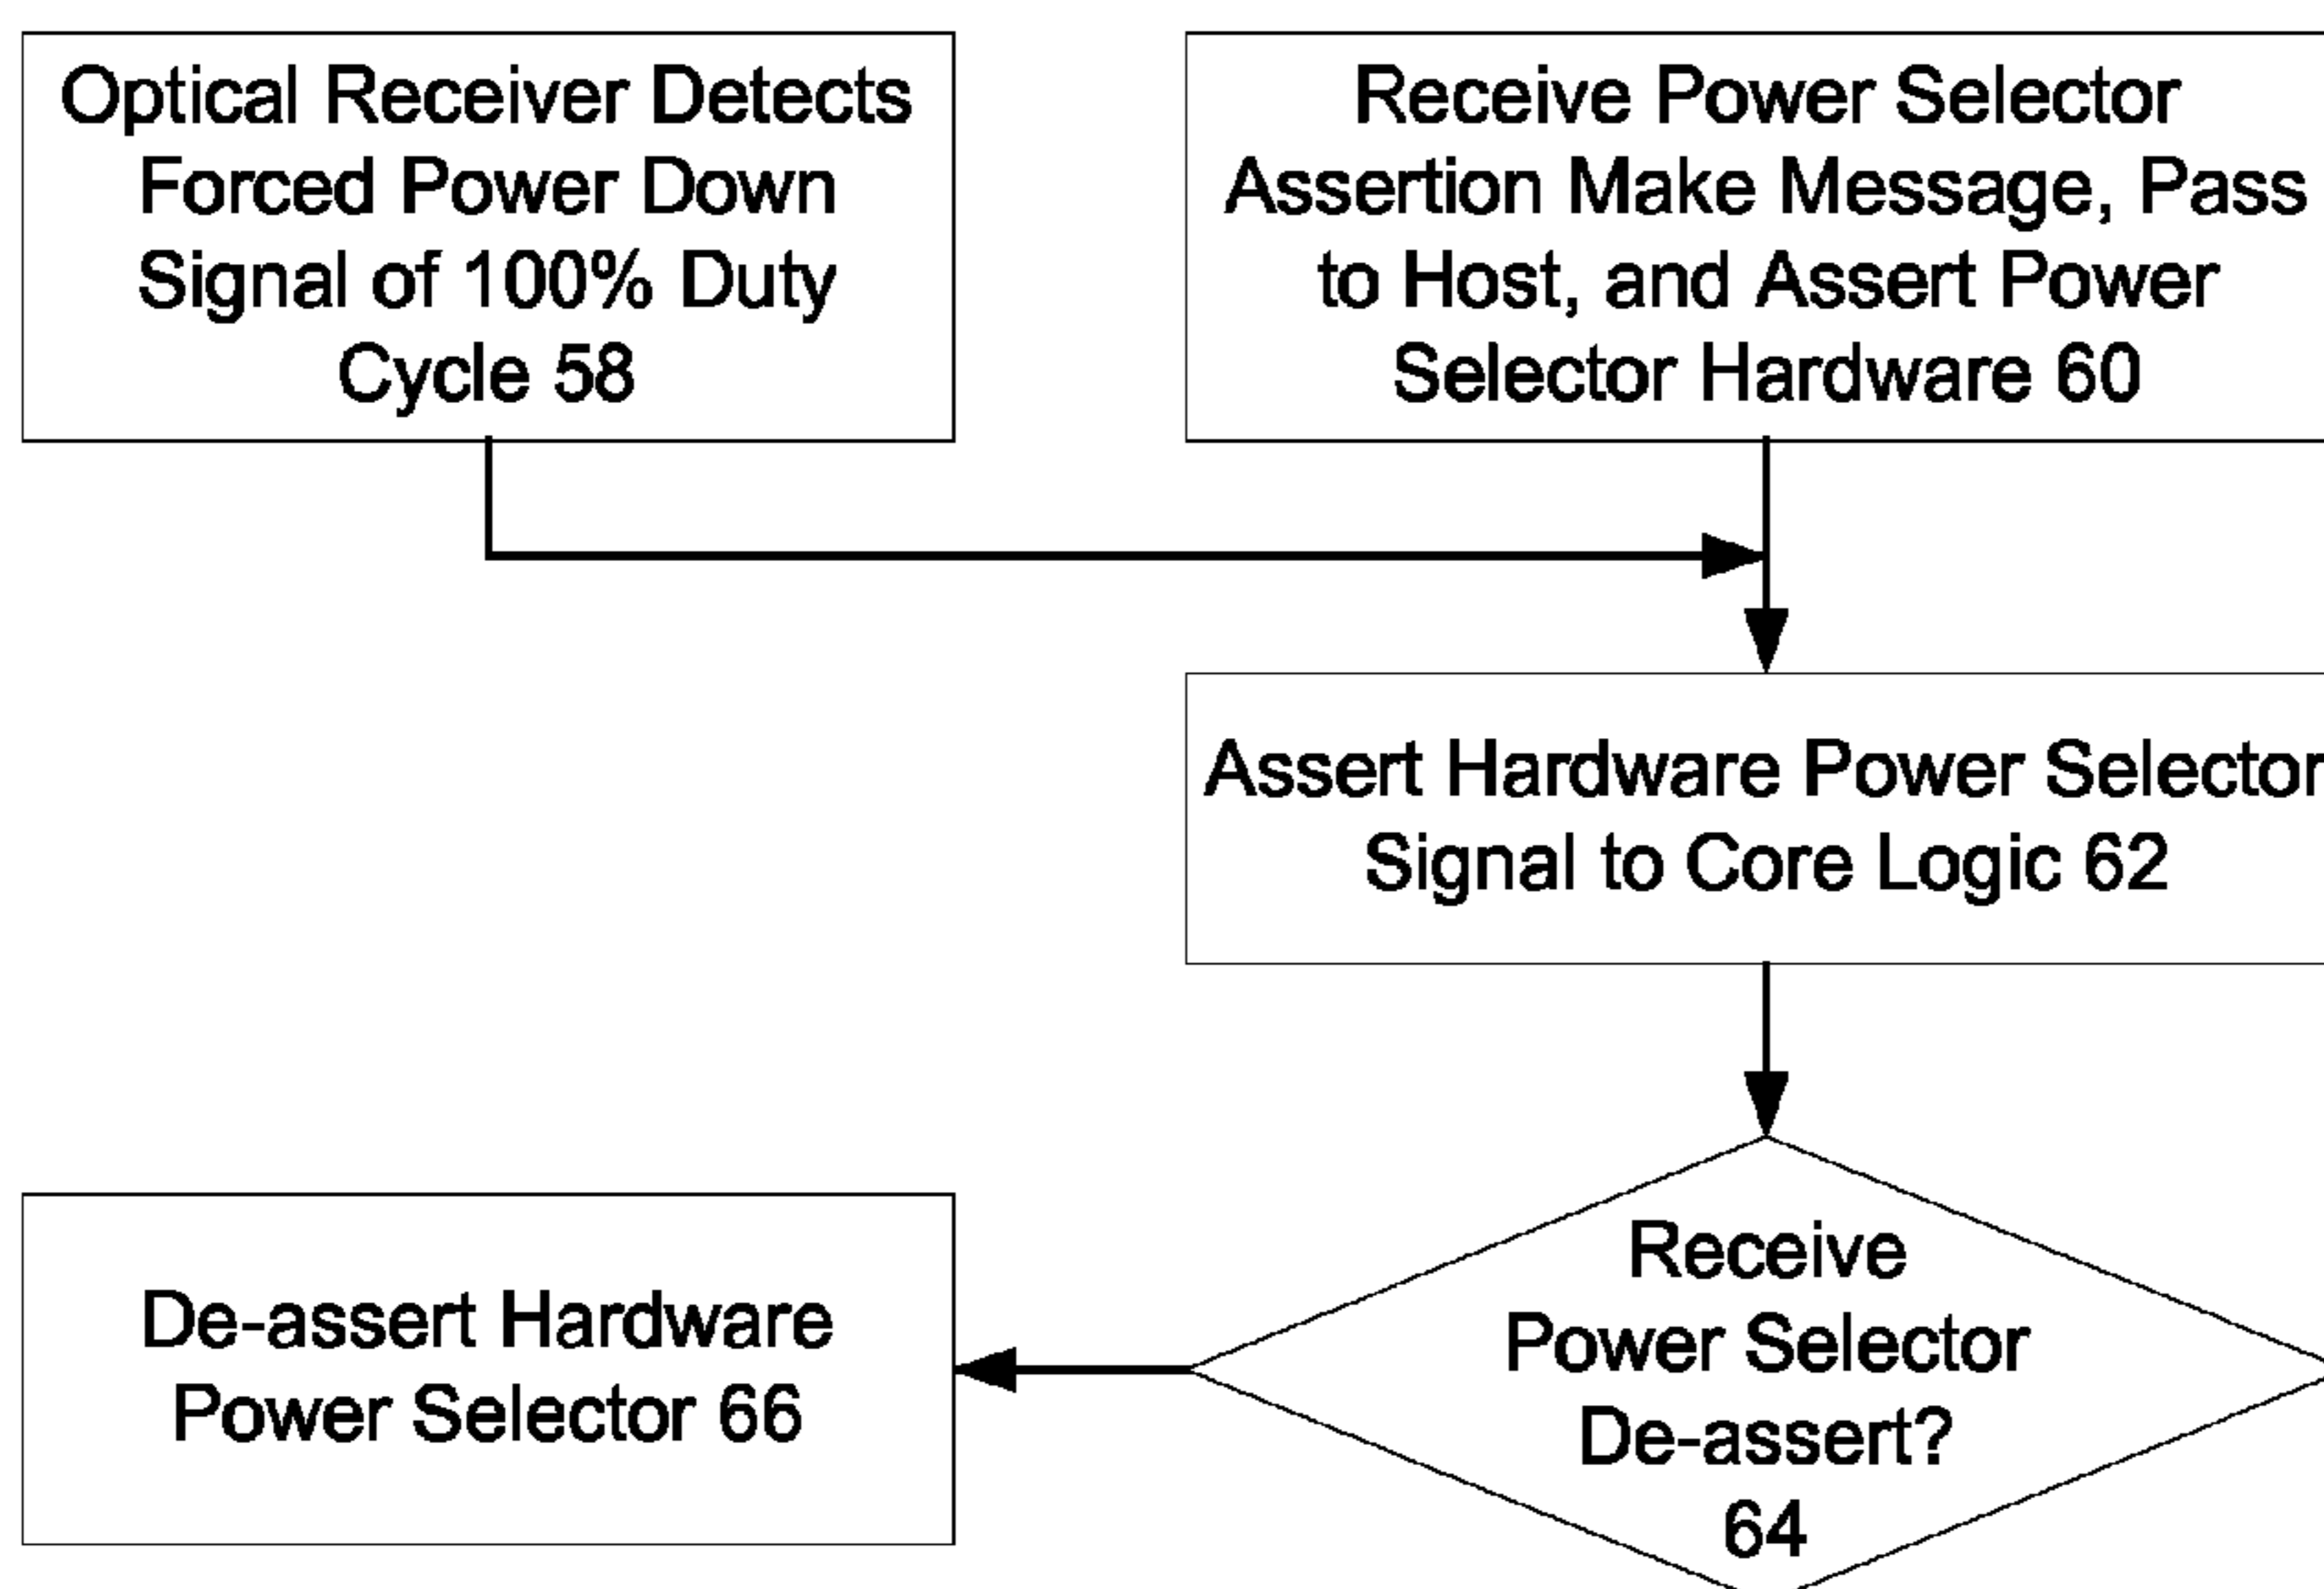 Optical Receiver Detects
Forced Power Down
Signal of 100% Duty
Cycle 58
Receive Power Selector
Assertion Make Message, Pass
to Host, and Assert Power
Selector Hardware 60
Assert Hardware Power Selector
Signal to Core Logic 62
Receive
Power Selector
De-assert?
64
De-assert Hardware
Power Selector 66